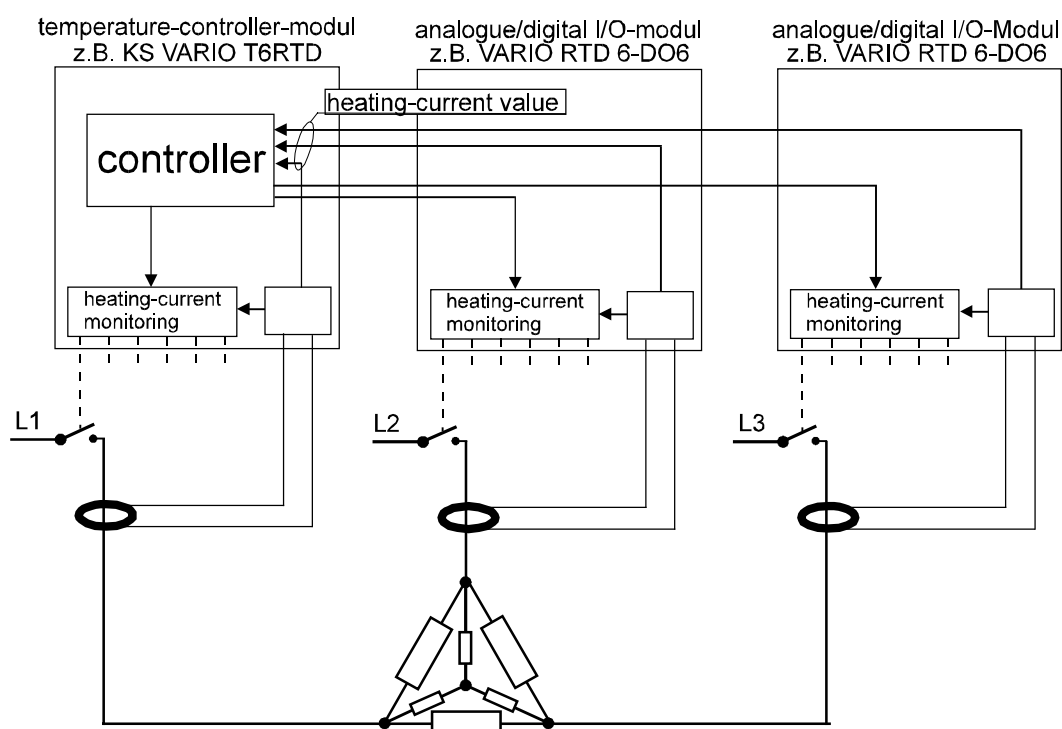 temperature-controller-modul
z.B. KS VARIO T6RTD
analogue/digital I/O-modul
z.B. VARIO RTD 6-DO6
analogue/digital I/O-Modul
z.B. VARIO RTD 6-DO6
heating-current value
controller
heating-current
monitoring
heating-current
monitoring
heating-current
monitoring
L1
L2
L3